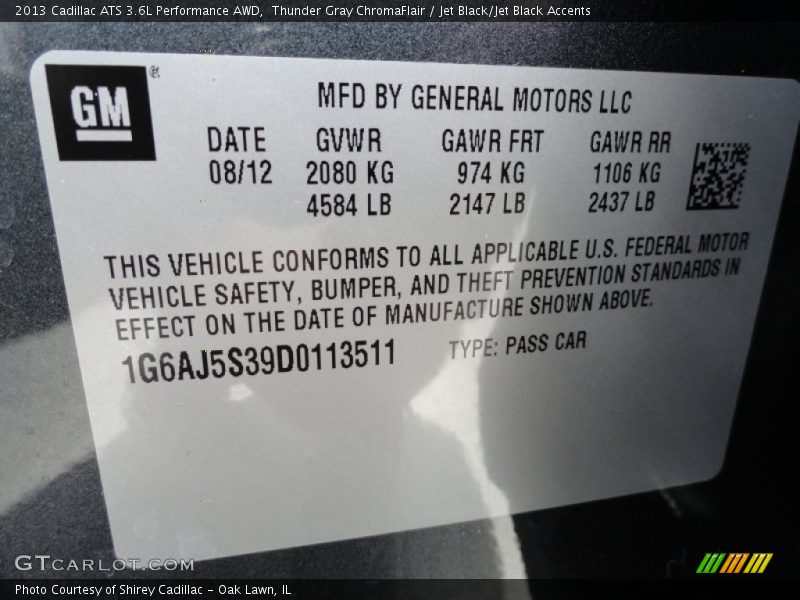 2013 Cadillac ATS 3.6L Performance AWD, Thunder Gray ChromaFlair / Jet Black/Jet Black Accents
GM®
MFD BY GENERAL MOTORS LLC
DATE GVWR GAWR FRT GAWR RR
08/12 2080 KG 974 KG 1106 KG
4584 LB 2147 LB 2437 LB
THIS VEHICLE CONFORMS TO ALL APPLICABLE U.S. FEDERAL MOTOR
VEHICLE SAFETY, BUMPER, AND THEFT PREVENTION STANDARDS IN
EFFECT ON THE DATE OF MANUFACTURE SHOWN ABOVE.
1G6AJ5S39D0113511 TYPE: PASS CAR
GTcarlot.com
Photo Courtesy of Shirey Cadillac - Oak Lawn, IL